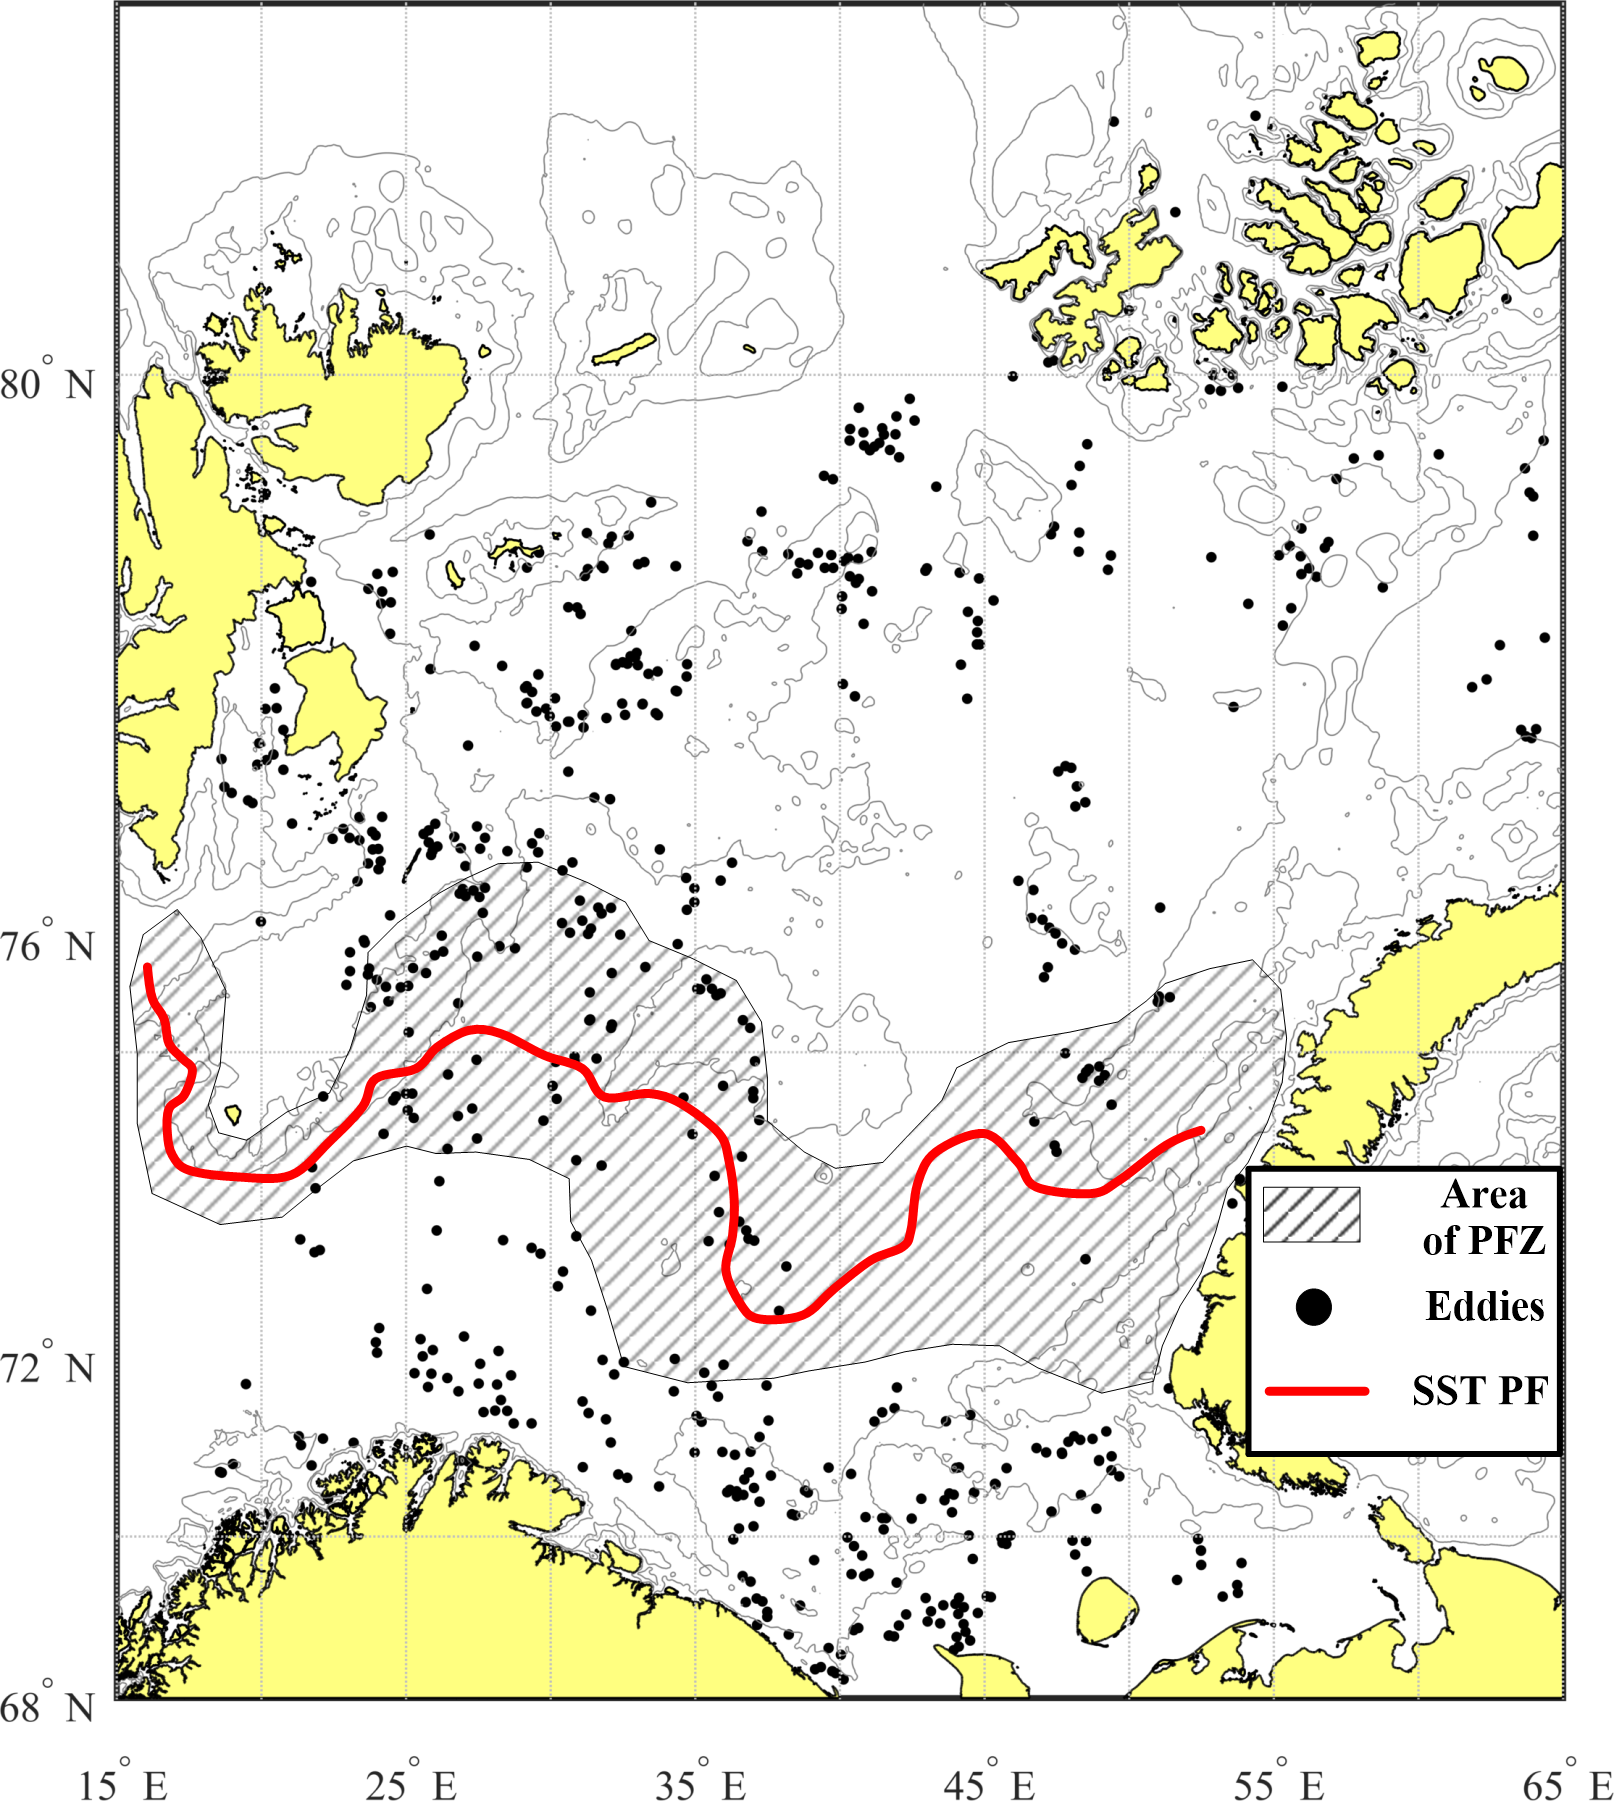 80° N
76° N
72° N
68° N
15° E
25° E
35° E
45° E
55° E
65° E
Area
of PFZ
Eddies
SST PF